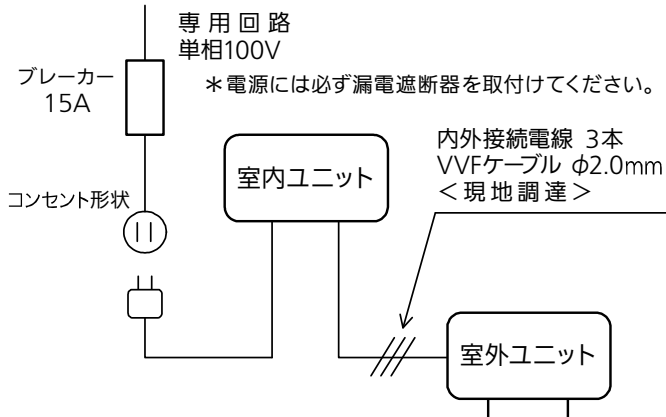 専用回路
単相100V
＊電源には必ず漏電遮断器を取付けてください。
ブレーカー
15A
内外接続電線 3本
VVFケーブル φ2.0mm
＜現地調達＞
室内ユニット
コンセント形状
室外ユニット